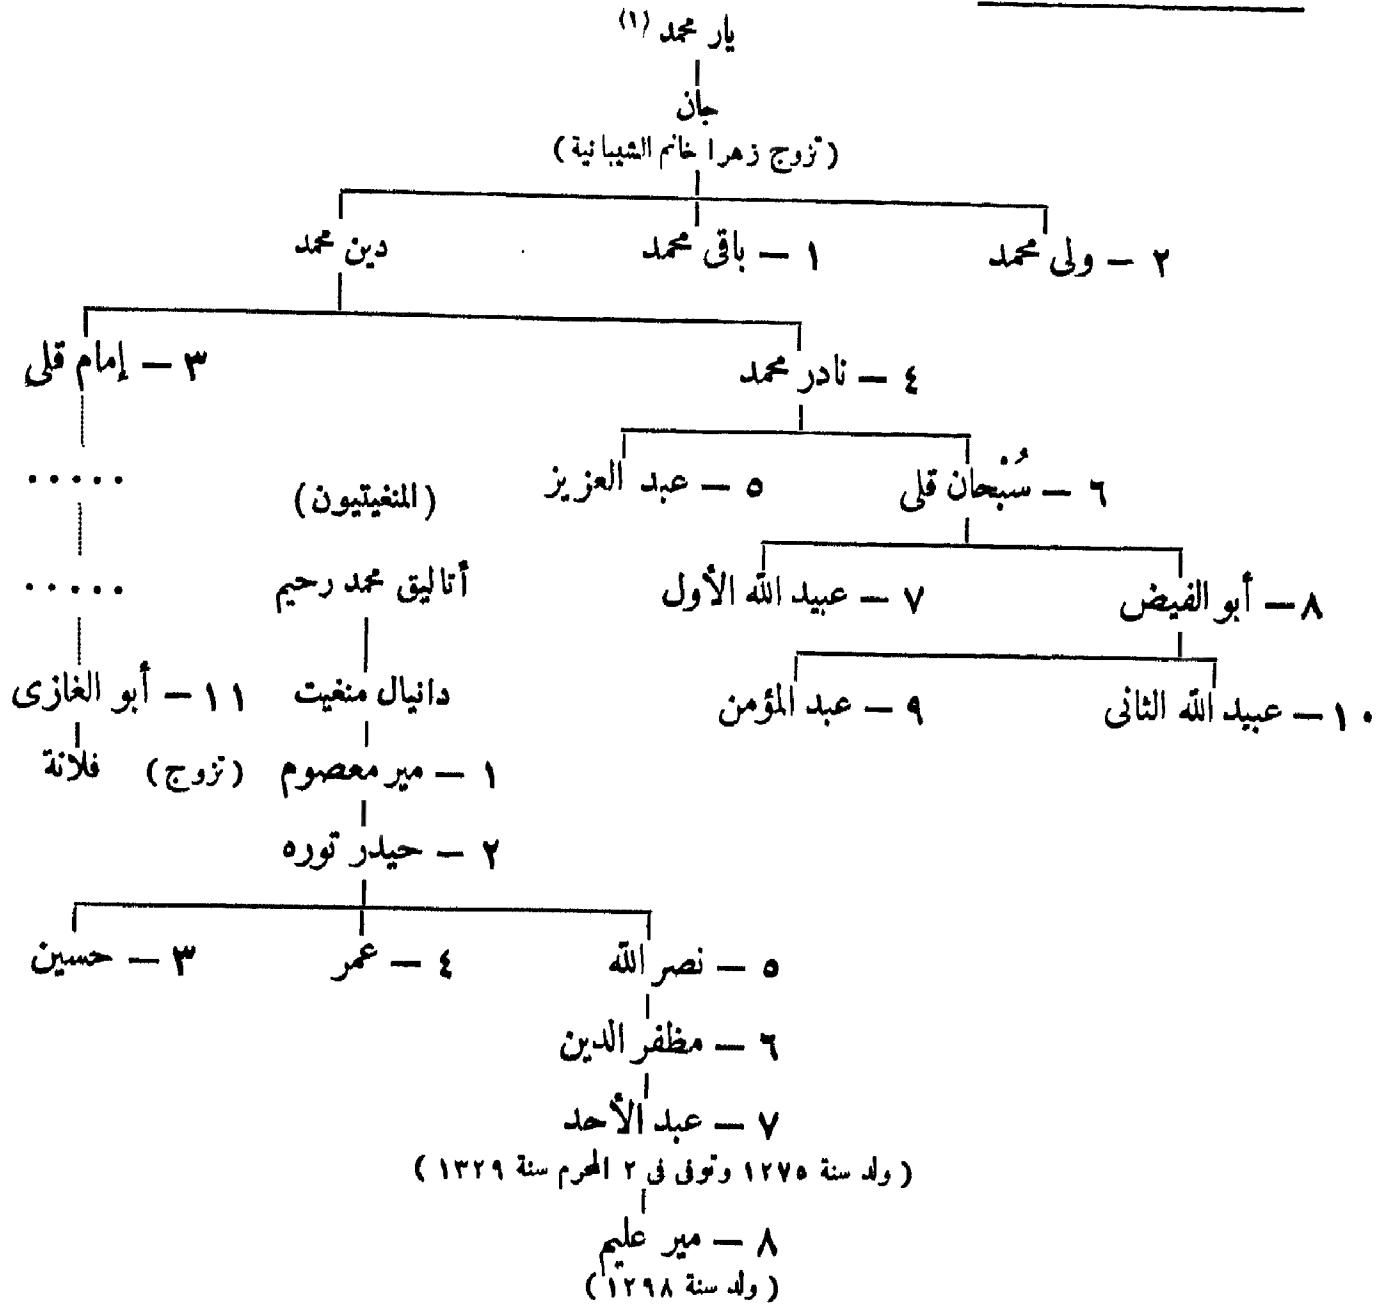 يار محمد (١)
جان
(تزوج زهرا خانم الشيبانية)
٢ — ولى محمد ١ — باقى محمد دين محمد
٤ — نادر محمد ٣ — إمام قلى
٦ — سُبْحان قلى ٥ — عبد العزيز (المنغيتيون) .....
٨ — أبو الفيض ٧ — عبيد الله الأول أتاليق محمد رحيم .....
١٠ — عبيد الله الثانى ٩ — عبد المؤمن دانيال منغيت ١١ — أبو الغازى
١ — مير معصوم (تزوج) فلانة
٢ — حيدر توره
٥ — نصر الله ٤ — عمر ٣ — حسين
٦ — مظفر الدين
٧ — عبد الأحد
(ولد سنة ١٢٧٥ وتوفى فى ٢ المحرم سنة ١٣٢٩)
٨ — مير عليم
(ولد سنة ١٢٩٨)